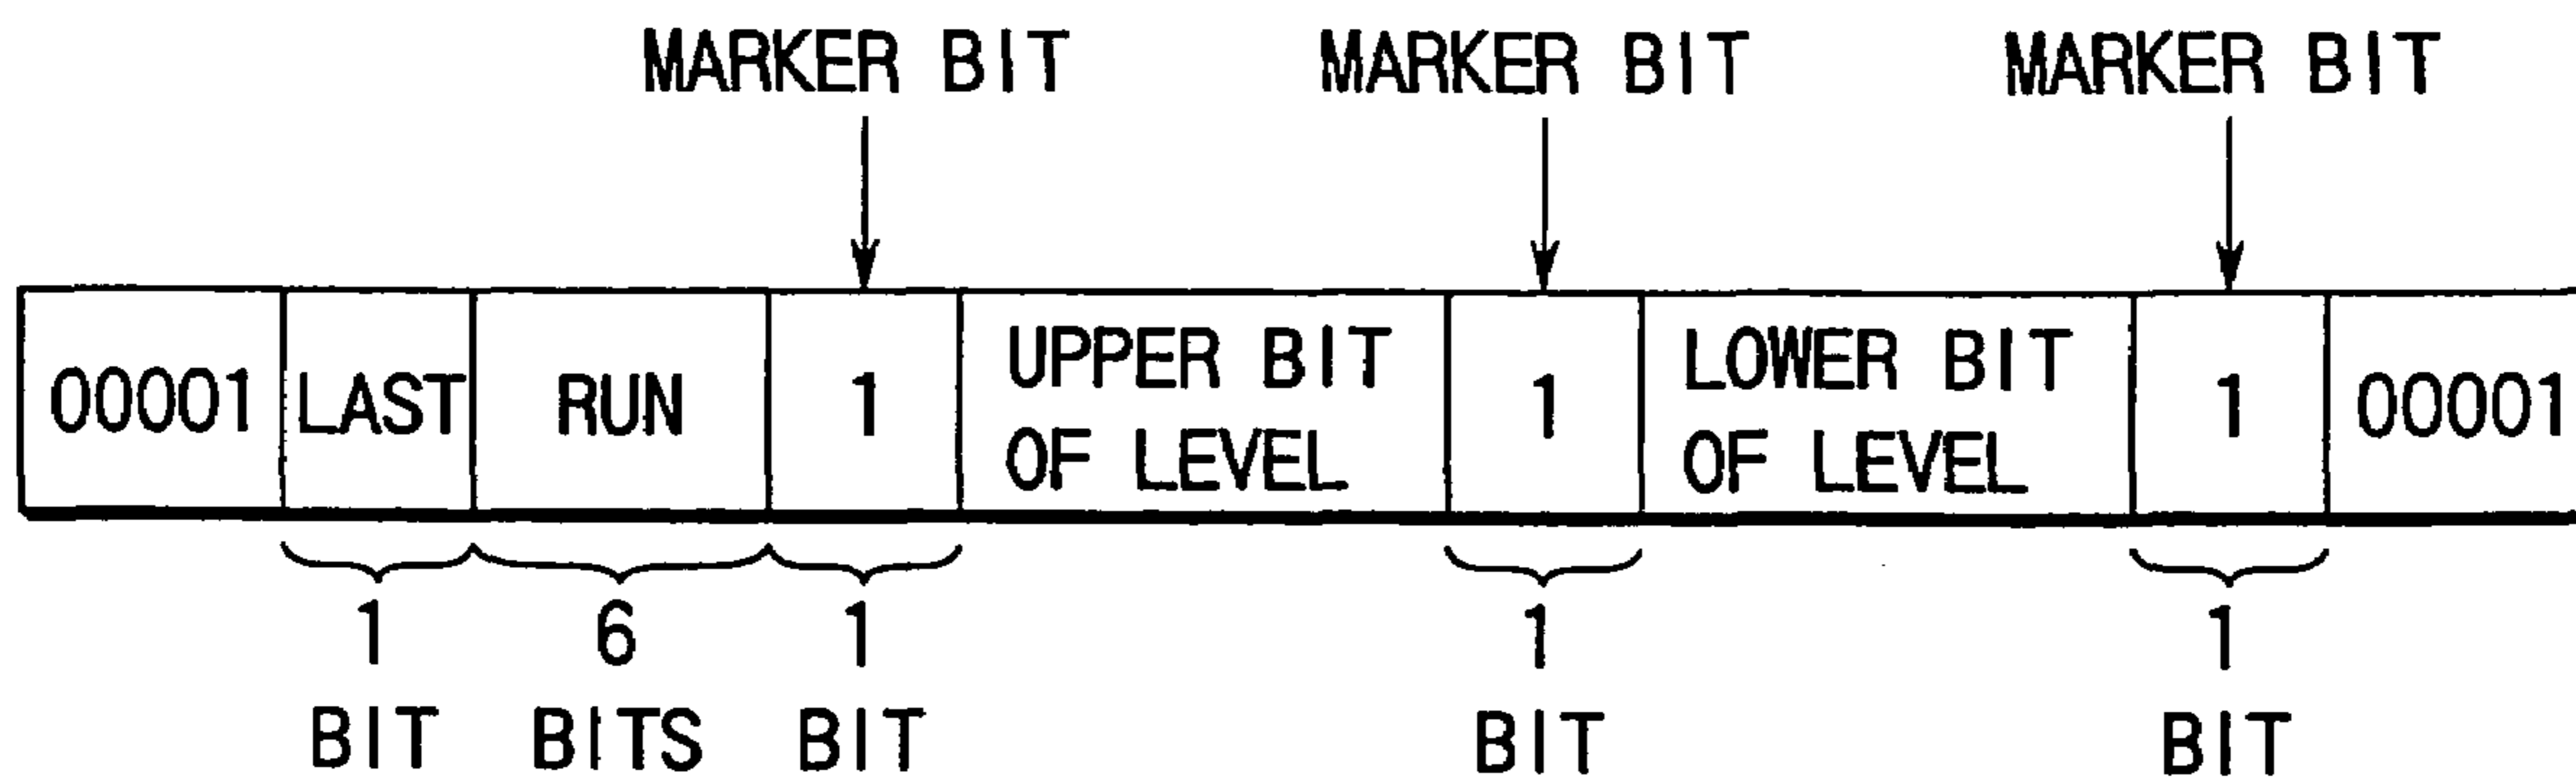 MARKER BIT MARKER BIT MARKER BIT
00001 LAST RUN 1 UPPER BIT OF LEVEL 1 LOWER BIT OF LEVEL 1 00001
1 BIT 6 BITS 1 BIT 1 BIT 1 BIT